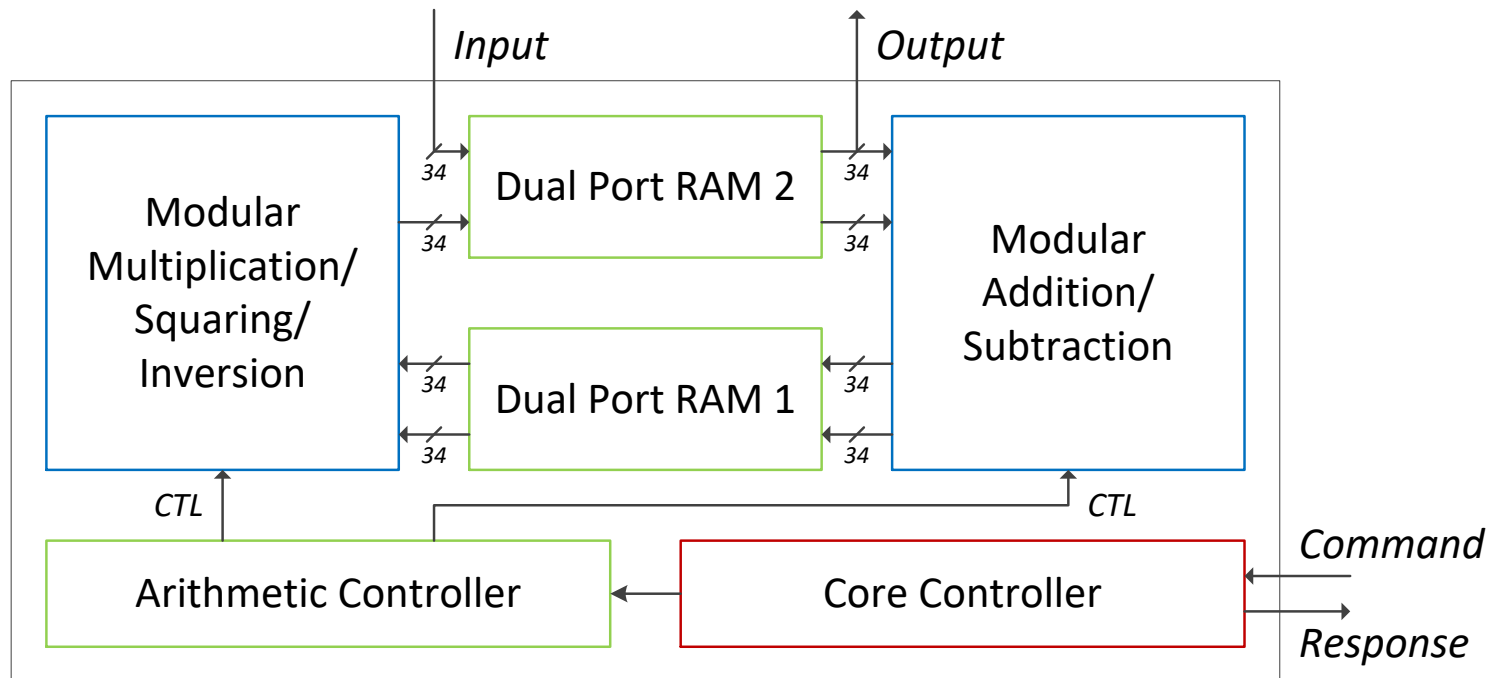 Input
Output
Modular
Multiplication/
Squaring/
Inversion
34
34
Dual Port RAM 2
34
34
Modular
Addition/
Subtraction
34
34
Dual Port RAM 1
34
34
CTL
CTL
Arithmetic Controller
Core Controller
Command
Response